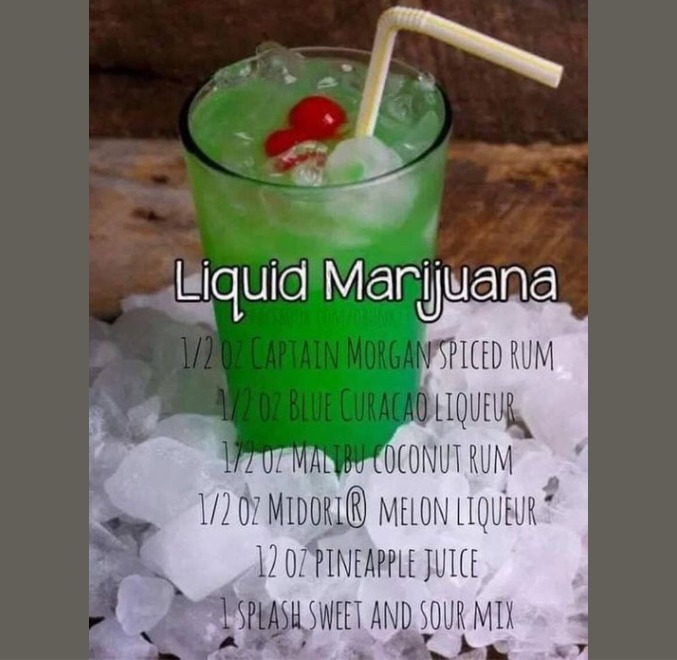 Liquid Marijuana
1/2 oz Captain Morgan spiced rum
1/2 oz Blue Curacao liqueur
1/2 oz Malibu coconut rum
1/2 oz Midori® melon liqueur
12 oz pineapple juice
1 splash sweet and sour mix